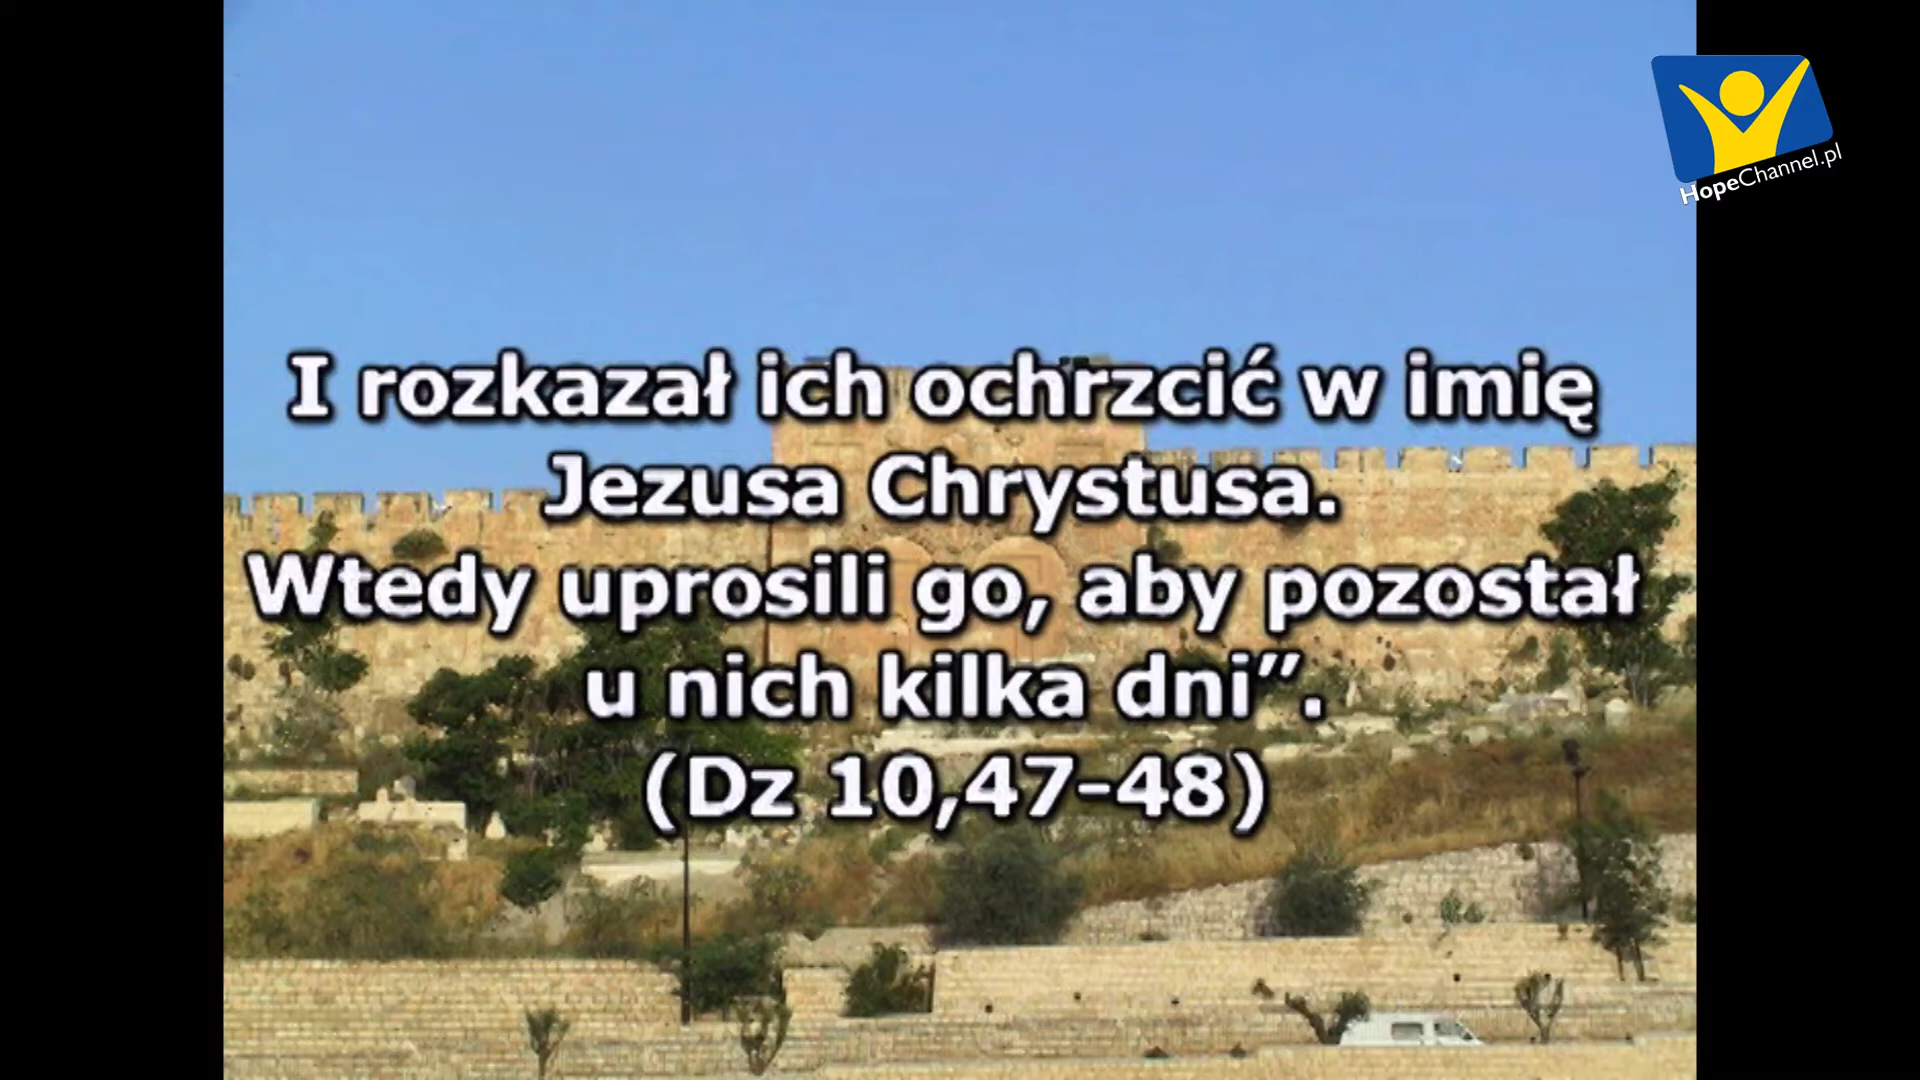 HopeChannel.pl
I rozkazał ich ochrzcić w imię
Jezusa Chrystusa.
Wtedy uprosili go, aby pozostał
u nich kilka dni”.
(Dz 10,47-48)